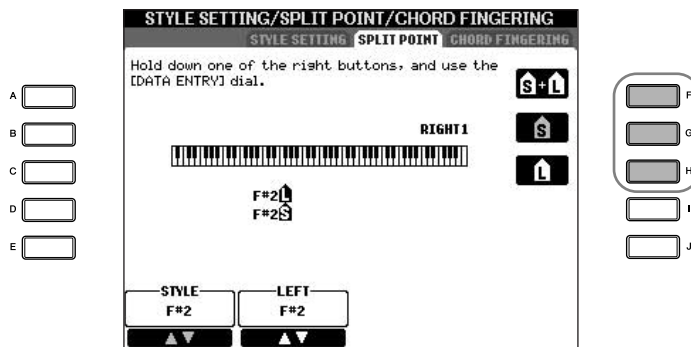 STYLE SETTING/SPLIT POINT/CHORD FINGERING
STYLE SETTING SPLIT POINT CHORD FINGERING
Hold down one of the right buttons, and use the
[DATA ENTRY] dial.
S+L
S
L
RIGHT1
F#2 L
F#2 S
STYLE LEFT
F#2 F#2
A
B
C
D
E
F
G
H
I
J